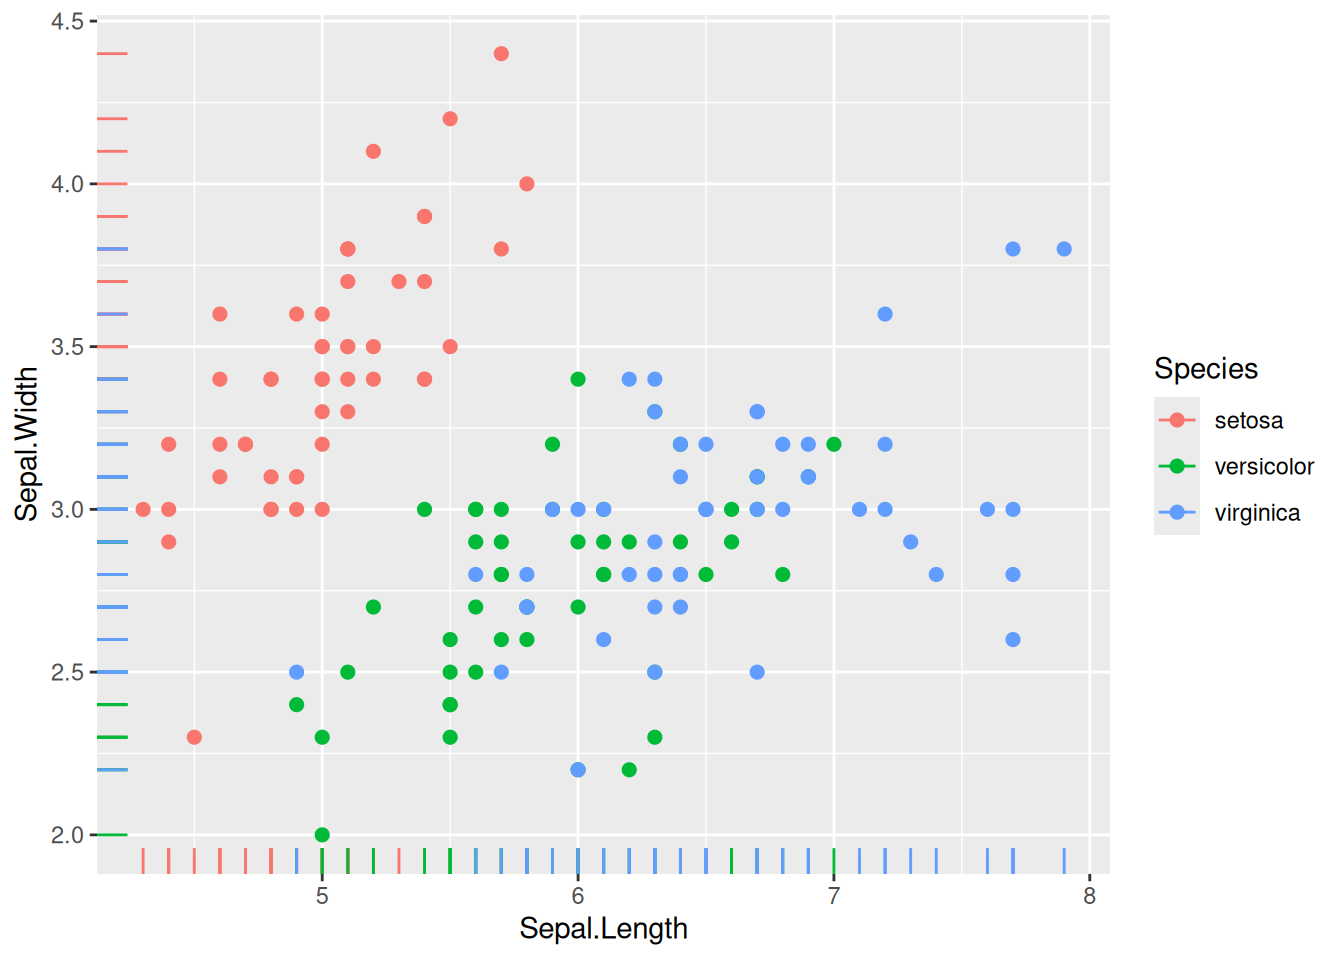 4.5
4.0
3.5
3.0
2.5
2.0
Sepal.Width
5 6 7 8
Sepal.Length
Species
setosa
versicolor
virginica